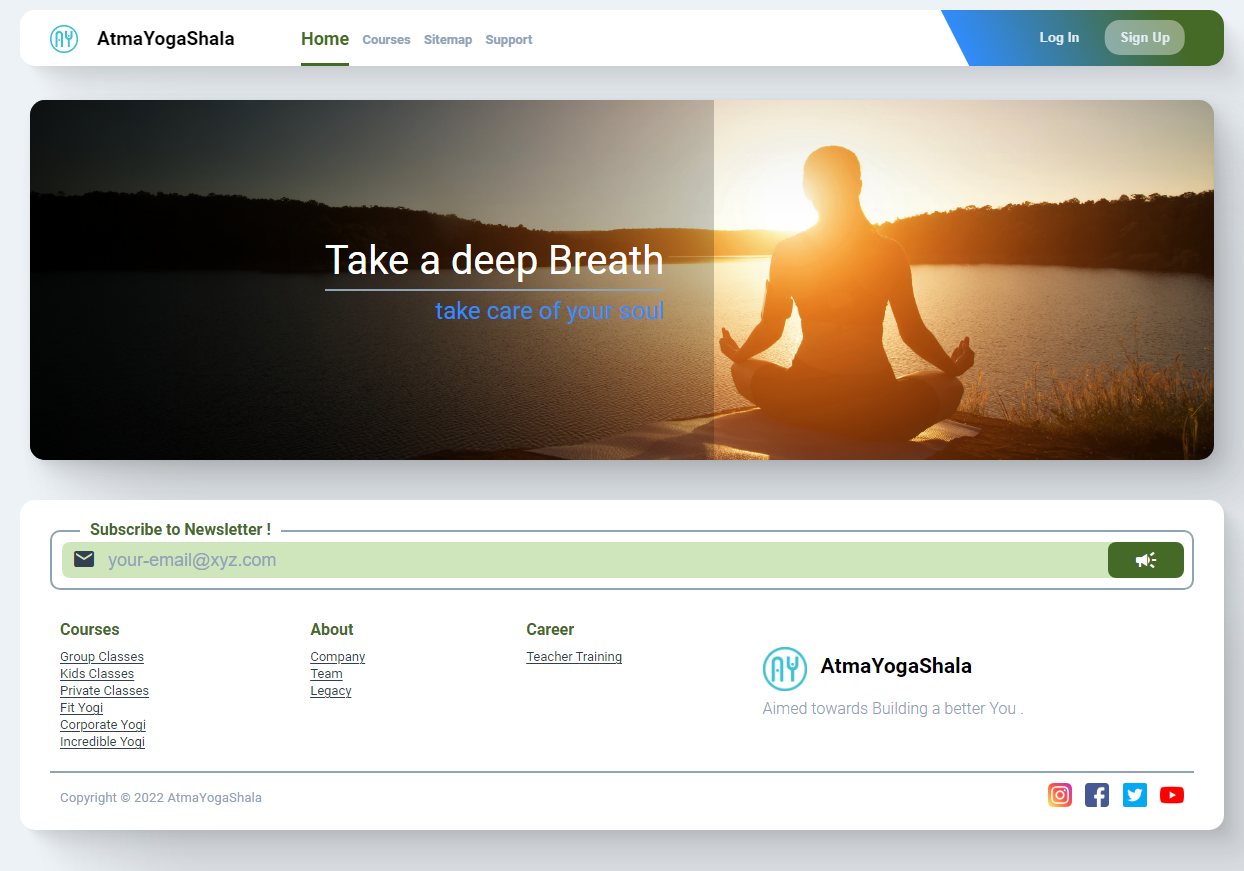 AY AtmaYogaShala Home Courses Sitemap Support Log In Sign Up
Take a deep Breath
take care of your soul
Subscribe to Newsletter !
your-email@xyz.com
Courses
Group Classes
Kids Classes
Private Classes
Fit Yogi
Corporate Yogi
Incredible Yogi
About
Company
Team
Legacy
Career
Teacher Training
AY AtmaYogaShala
Aimed towards Building a better You .
Copyright © 2022 AtmaYogaShala